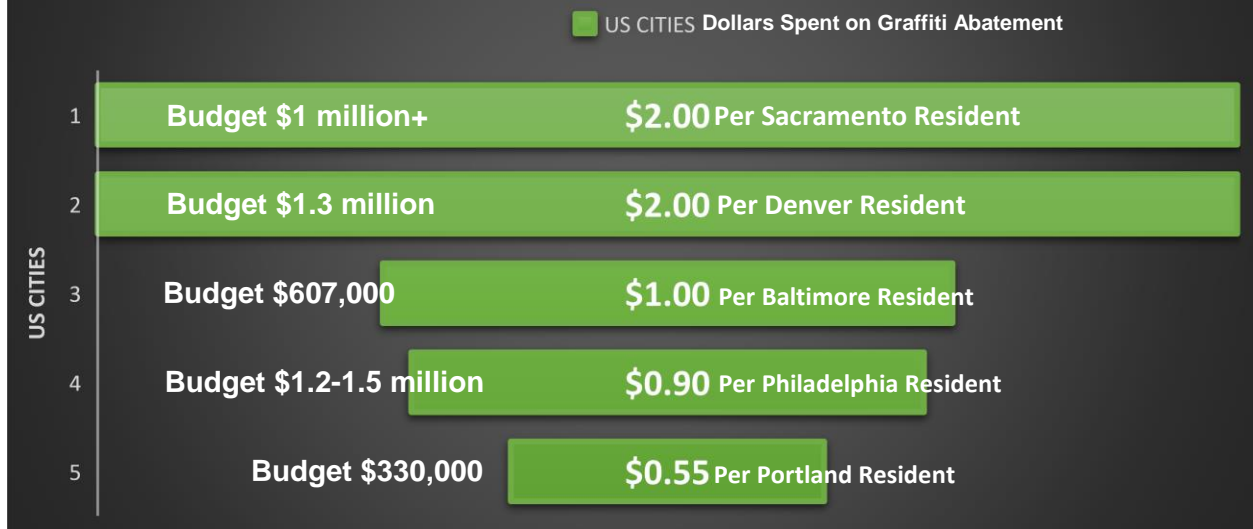 US CITIES Dollars Spent on Graffiti Abatement
1 Budget $1 million+ $2.00 Per Sacramento Resident
2 Budget $1.3 million $2.00 Per Denver Resident
US CITIES
3 Budget $607,000 $1.00 Per Baltimore Resident
4 Budget $1.2-1.5 million $0.90 Per Philadelphia Resident
5 Budget $330,000 $0.55 Per Portland Resident